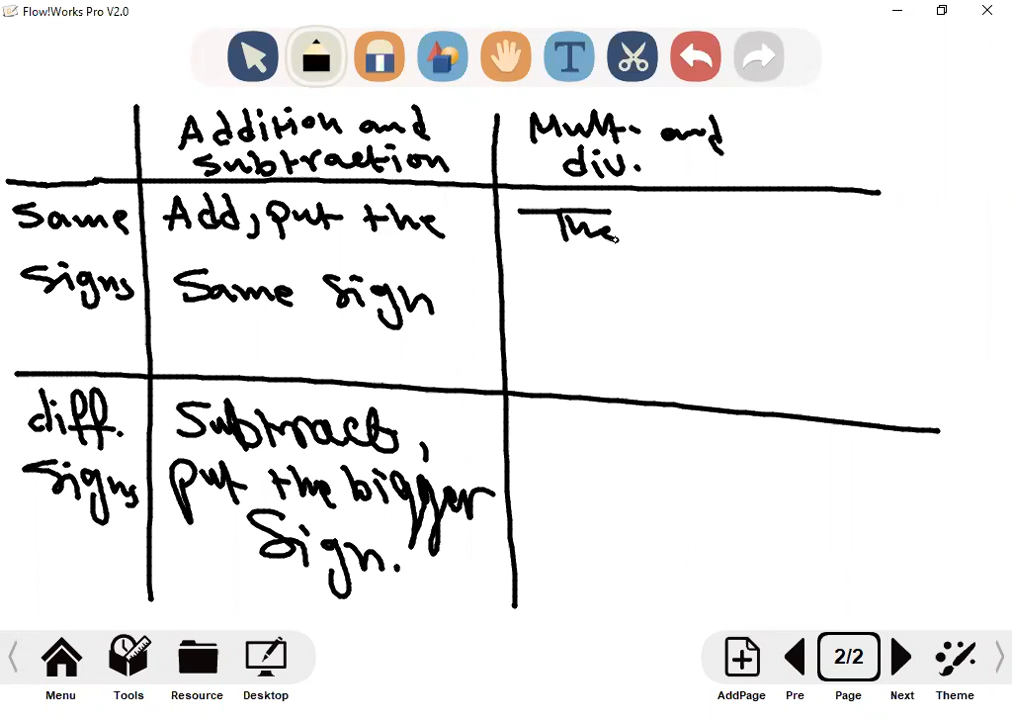 Flow!Works Pro V2.0
Addition and
subtraction
Mult. and
div.
Same
Signs
Add, put the
Same sign
The
diff.
Signs
Subtract,
put the bigger
Sign.
Menu
Tools
Resource
Desktop
AddPage
Pre
2/2
Page
Next
Theme